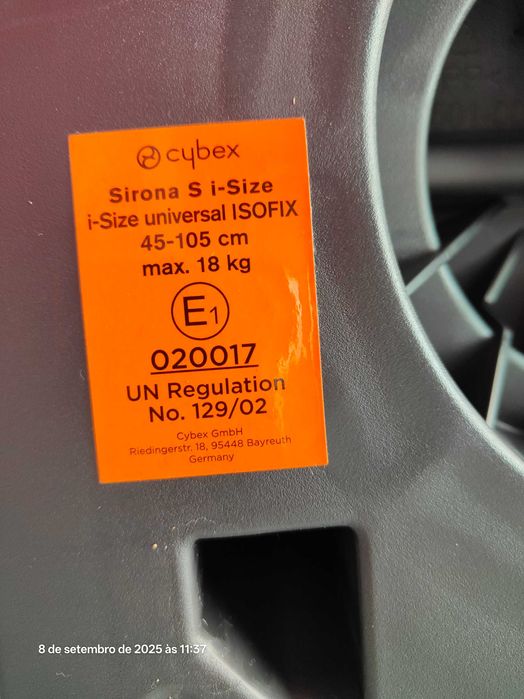 cybex
Sirona S i-Size
i-Size universal ISOFIX
45-105 cm
max. 18 kg
E1
020017
UN Regulation
No. 129/02
Cybex GmbH
Riedingerstr. 18, 95448 Bayreuth
Germany
8 de setembro de 2025 às 11:37